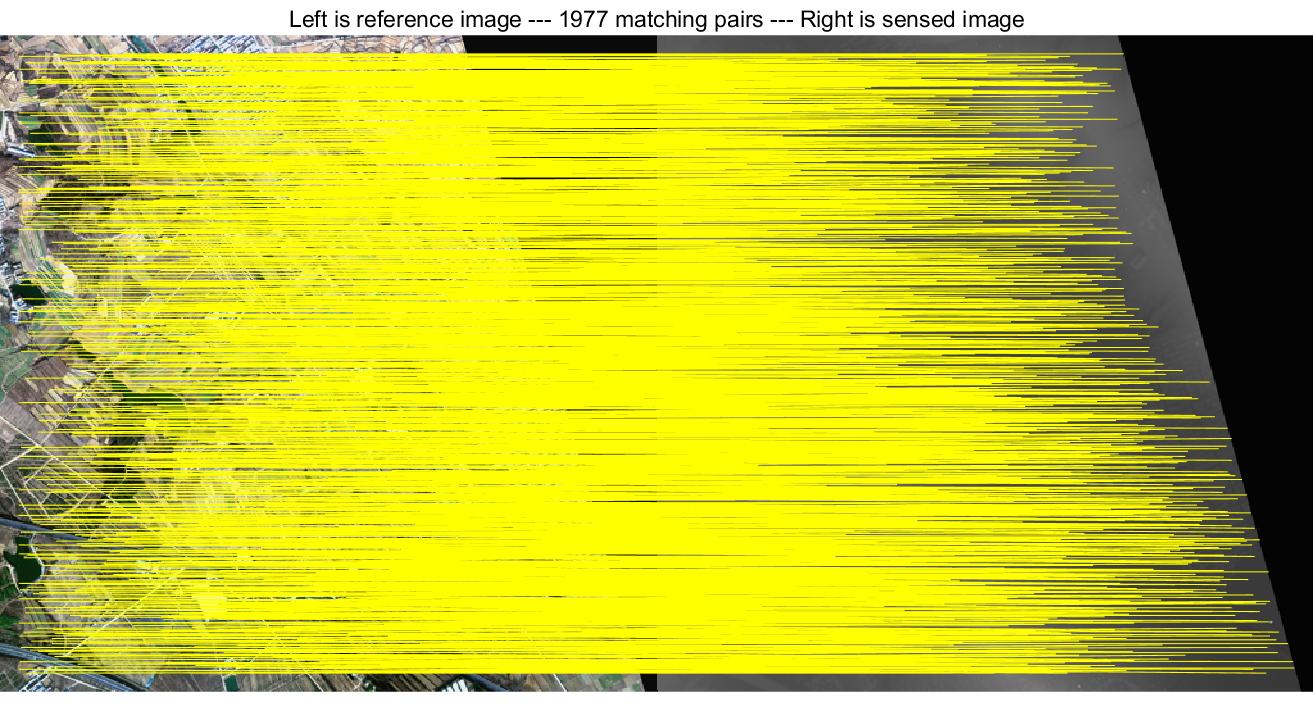 Left is reference image --- 1977 matching pairs --- Right is sensed image